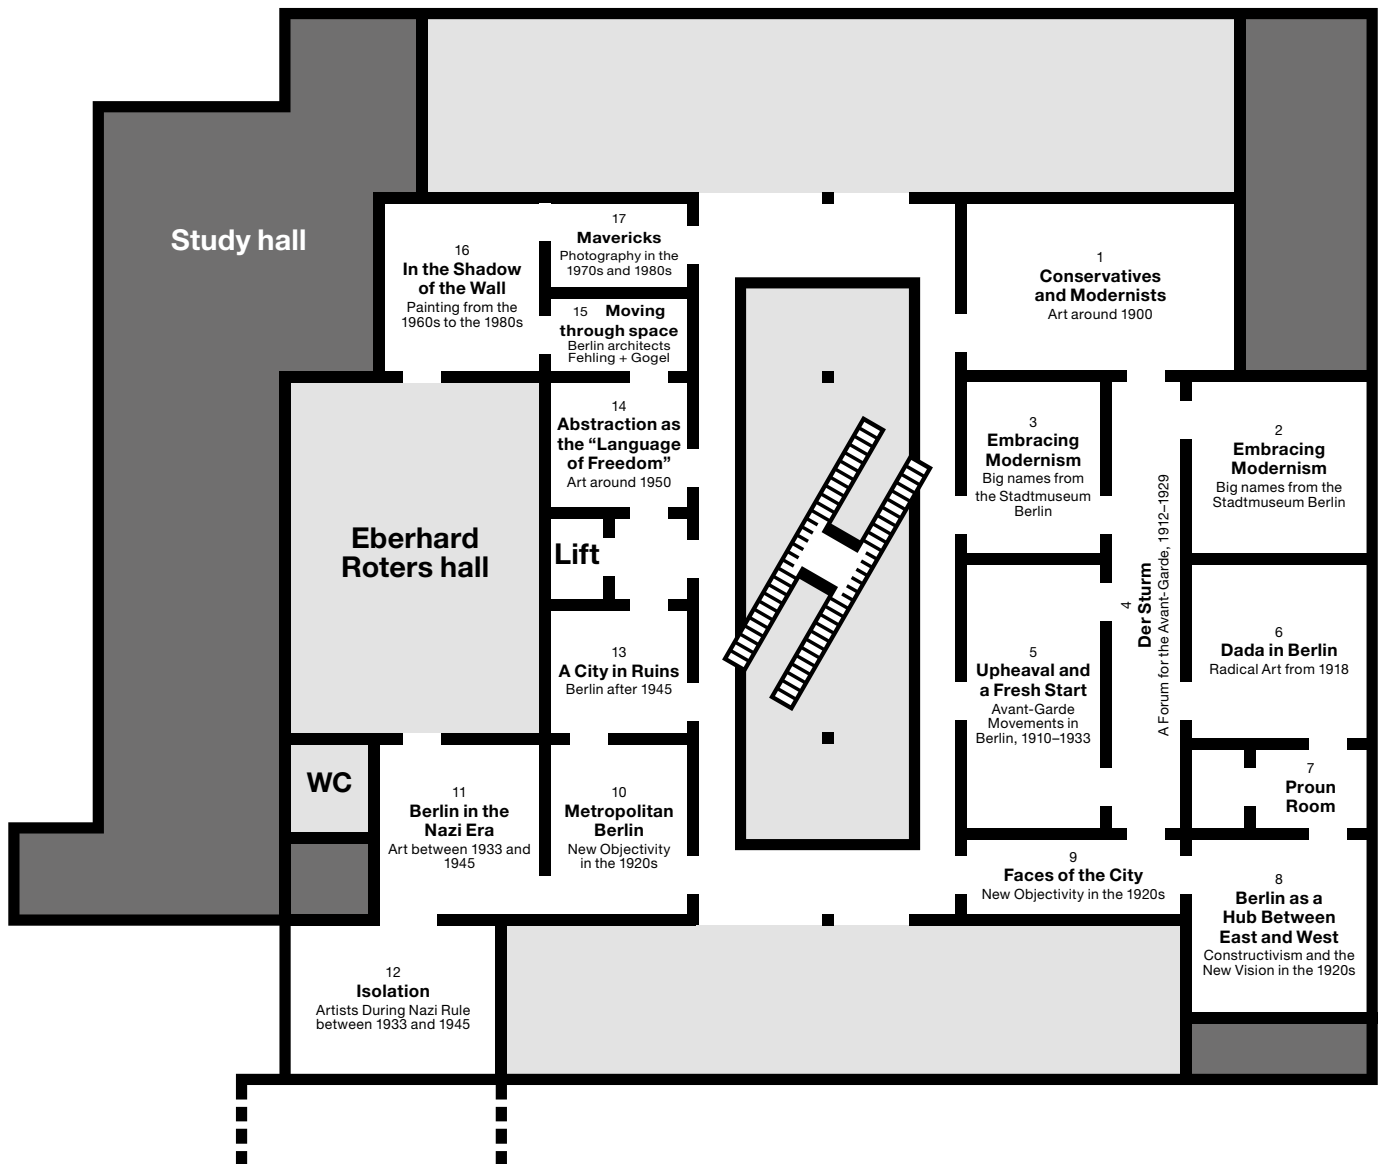 Study hall
16
In the Shadow
of the Wall
Painting from the
1960s to the 1980s
17
Mavericks
Photography in the
1970s and 1980s
15 Moving
through space
Berlin architects
Fehling + Gogel
14
Abstraction as
the “Language
of Freedom”
Art around 1950
Eberhard
Roters hall
Lift
13
A City in Ruins
Berlin after 1945
WC
11
Berlin in the
Nazi Era
Art between 1933 and
1945
10
Metropolitan
Berlin
New Objectivity
in the 1920s
12
Isolation
Artists During Nazi Rule
between 1933 and 1945
1
Conservatives
and Modernists
Art around 1900
3
Embracing
Modernism
Big names from
the Stadtmuseum
Berlin
2
Embracing
Modernism
Big names from the
Stadtmuseum Berlin
4
Der Sturm
A Forum for the Avant-Garde, 1912–1929
5
Upheaval and
a Fresh Start
Avant-Garde
Movements in
Berlin, 1910–1933
6
Dada in Berlin
Radical Art from 1918
7
Proun
Room
9
Faces of the City
New Objectivity in the 1920s
8
Berlin as a
Hub Between
East and West
Constructivism and the
New Vision in the 1920s